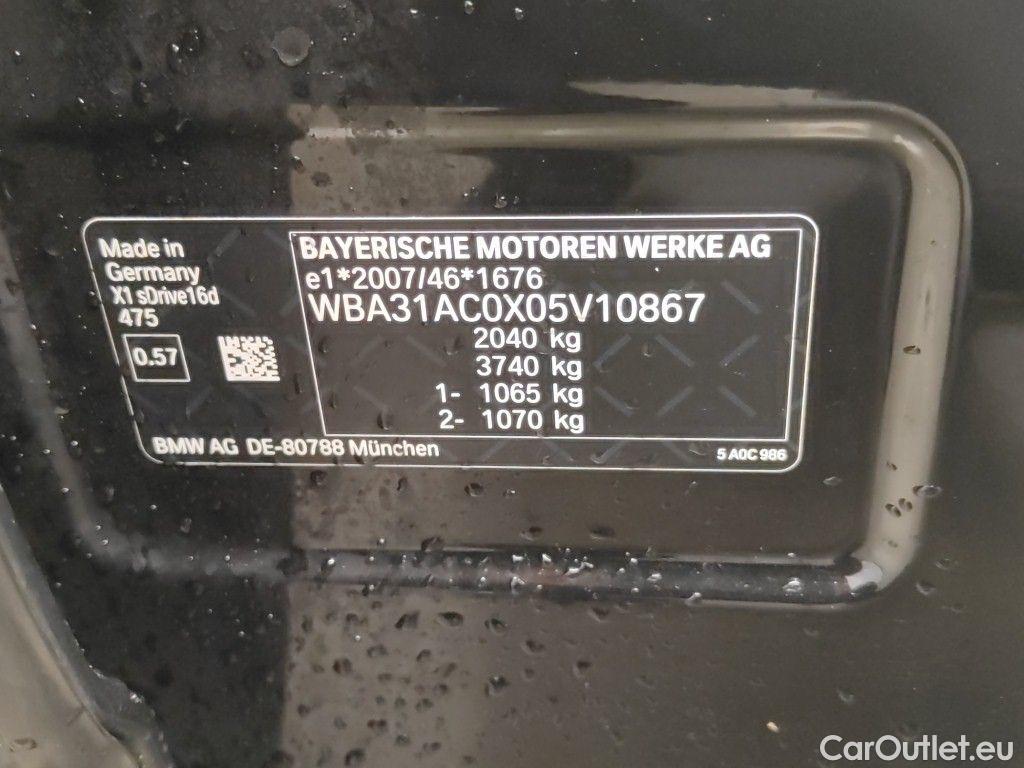 Made in
Germany
X1 sDrive16d
475
0.57
BAYERISCHE MOTOREN WERKE AG
e1*2007/46*1676
WBA31AC0X05V10867
2040 kg
3740 kg
1- 1065 kg
2- 1070 kg
BMW AG DE-80788 München
5 A0C 986
CarOutlet.eu